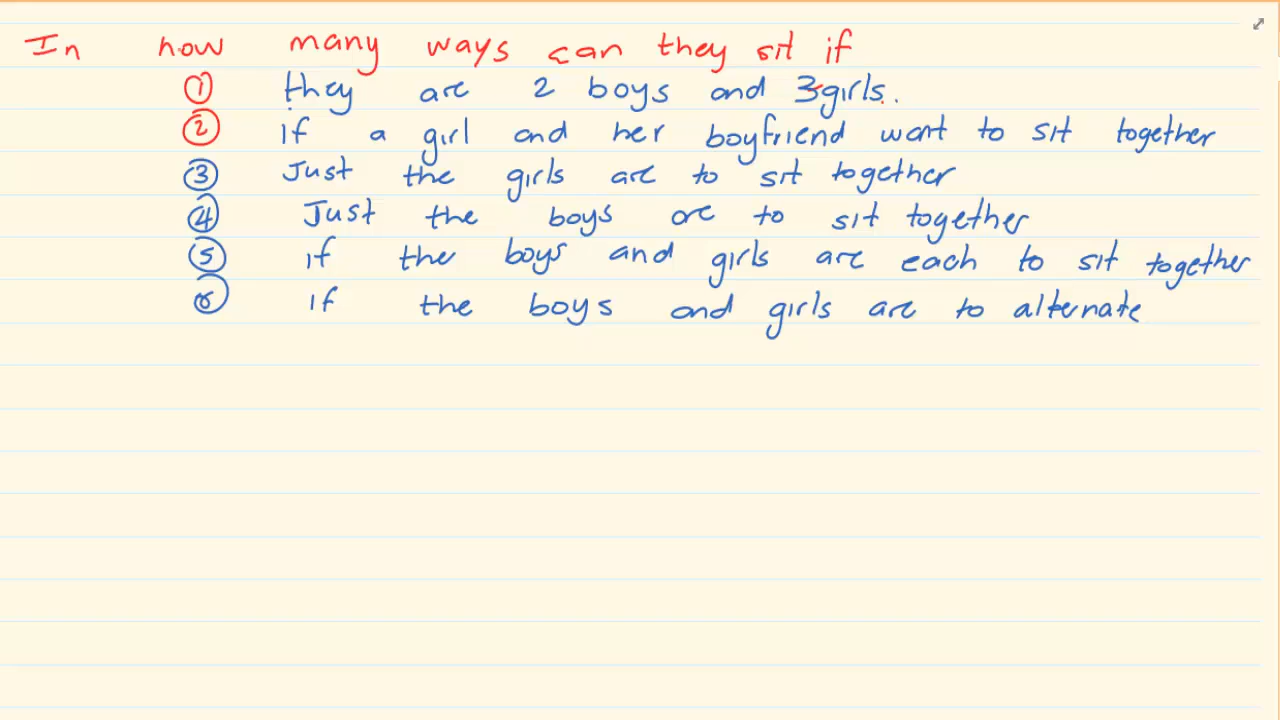 In how many ways can they sit if
① they are 2 boys and 3 girls.
② if a girl and her boyfriend want to sit together
③ Just the girls are to sit together
④ Just the boys are to sit together
⑤ if the boys and girls are each to sit together
⑥ if the boys and girls are to alternate